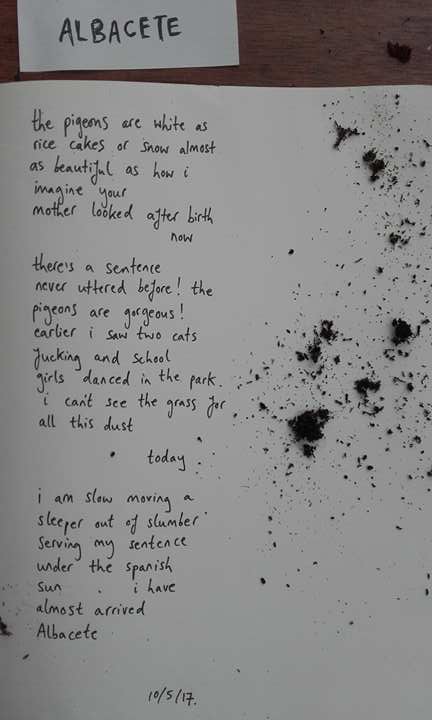 ALBACETE
the pigeons are white as
rice cakes or snow almost
as beautiful as how i
imagine your
mother looked after birth
now
there's a sentence
never uttered before! the
pigeons are gorgeous!
earlier i saw two cats
fucking and school
girls danced in the park.
i can't see the grass for
all this dust
today
i am slow moving a
sleeper out of slumber
serving my sentence
under the spanish
sun . i have
almost arrived
Albacete
10/5/17.